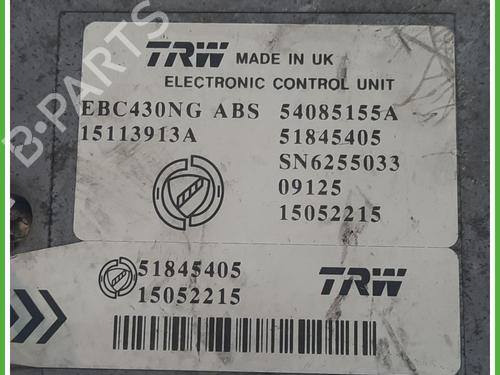 B-PARTS
TRW MADE IN UK
ELECTRONIC CONTROL UNIT
EBC430NG ABS 54085155A
15113913A 51845405
SN6255033
09125
15052215
51845405
15052215
TRW